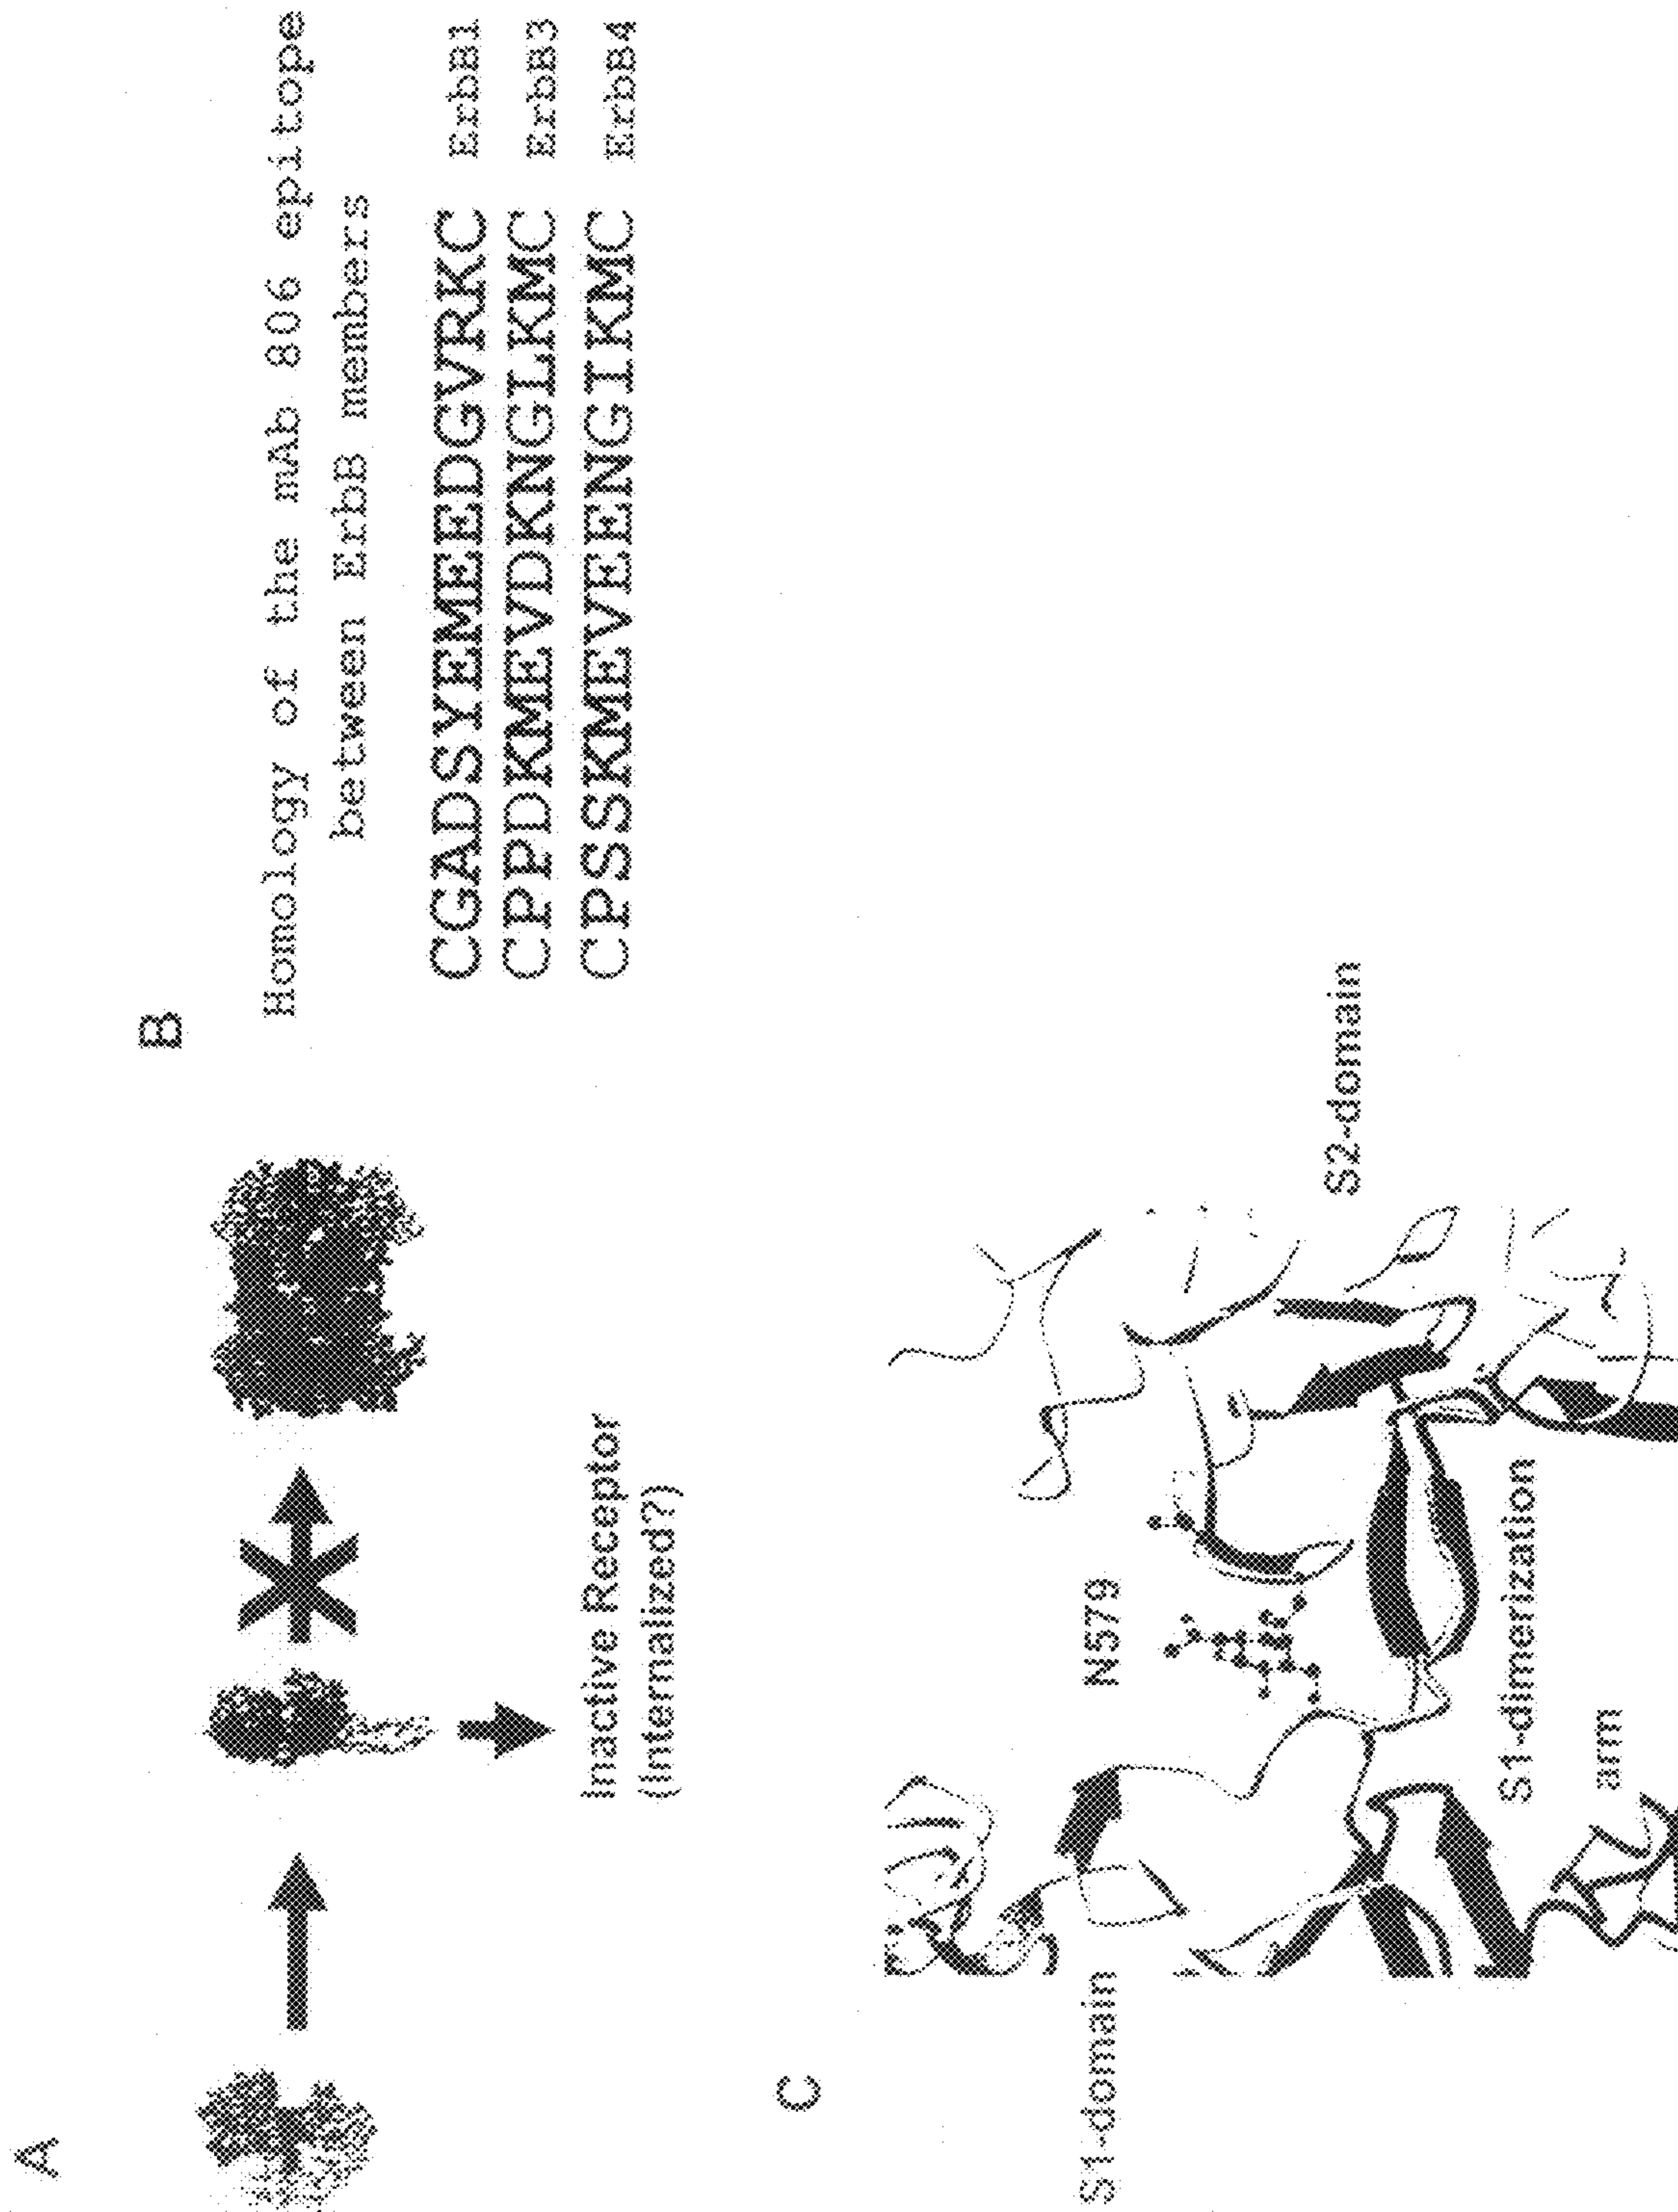 A
Inactive Receptor
(Internalized?)
B
Homology of the mAb 806 epitope
between ErbB members
CGADSYEMEEDGVRKC ErbB1
CPPDKMEVDKNGLKMC ErbB3
CPSSKMEVEENGIKMC ErbB4
C
S1-domain
N579
S2-domain
S1-dimerization
arm